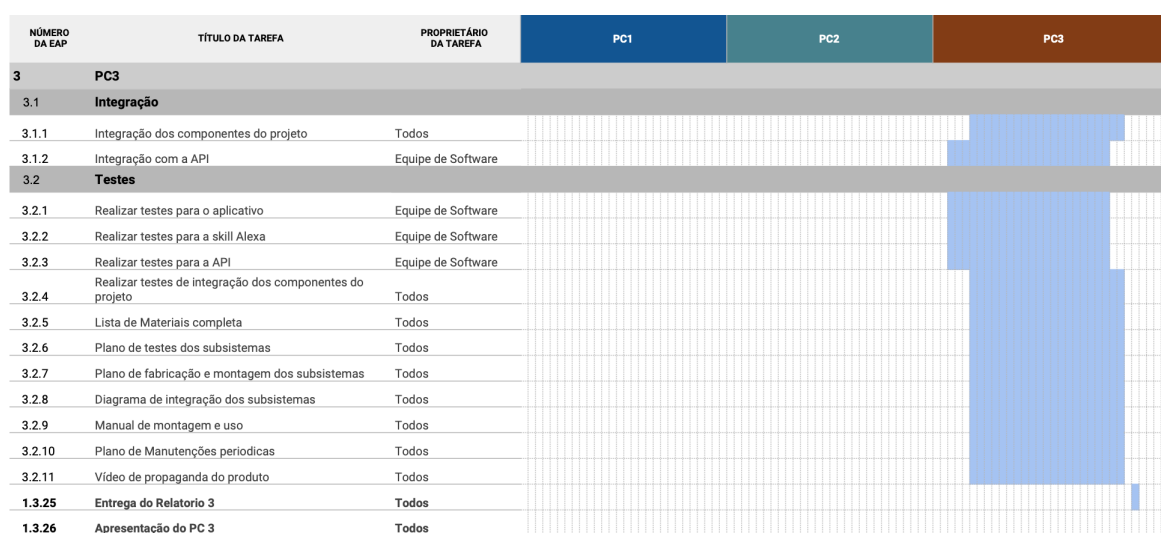 NÚMERO DA EAP TÍTULO DA TAREFA PROPRIETÁRIO DA TAREFA PC1 PC2 PC3
3 PC3
3.1 Integração
3.1.1 Integração dos componentes do projeto Todos
3.1.2 Integração com a API Equipe de Software
3.2 Testes
3.2.1 Realizar testes para o aplicativo Equipe de Software
3.2.2 Realizar testes para a skill Alexa Equipe de Software
3.2.3 Realizar testes para a API Equipe de Software
3.2.4 Realizar testes de integração dos componentes do projeto Todos
3.2.5 Lista de Materiais completa Todos
3.2.6 Plano de testes dos subsistemas Todos
3.2.7 Plano de fabricação e montagem dos subsistemas Todos
3.2.8 Diagrama de integração dos subsistemas Todos
3.2.9 Manual de montagem e uso Todos
3.2.10 Plano de Manutenções periodicas Todos
3.2.11 Vídeo de propaganda do produto Todos
1.3.25 Entrega do Relatorio 3 Todos
1.3.26 Apresentação do PC 3 Todos